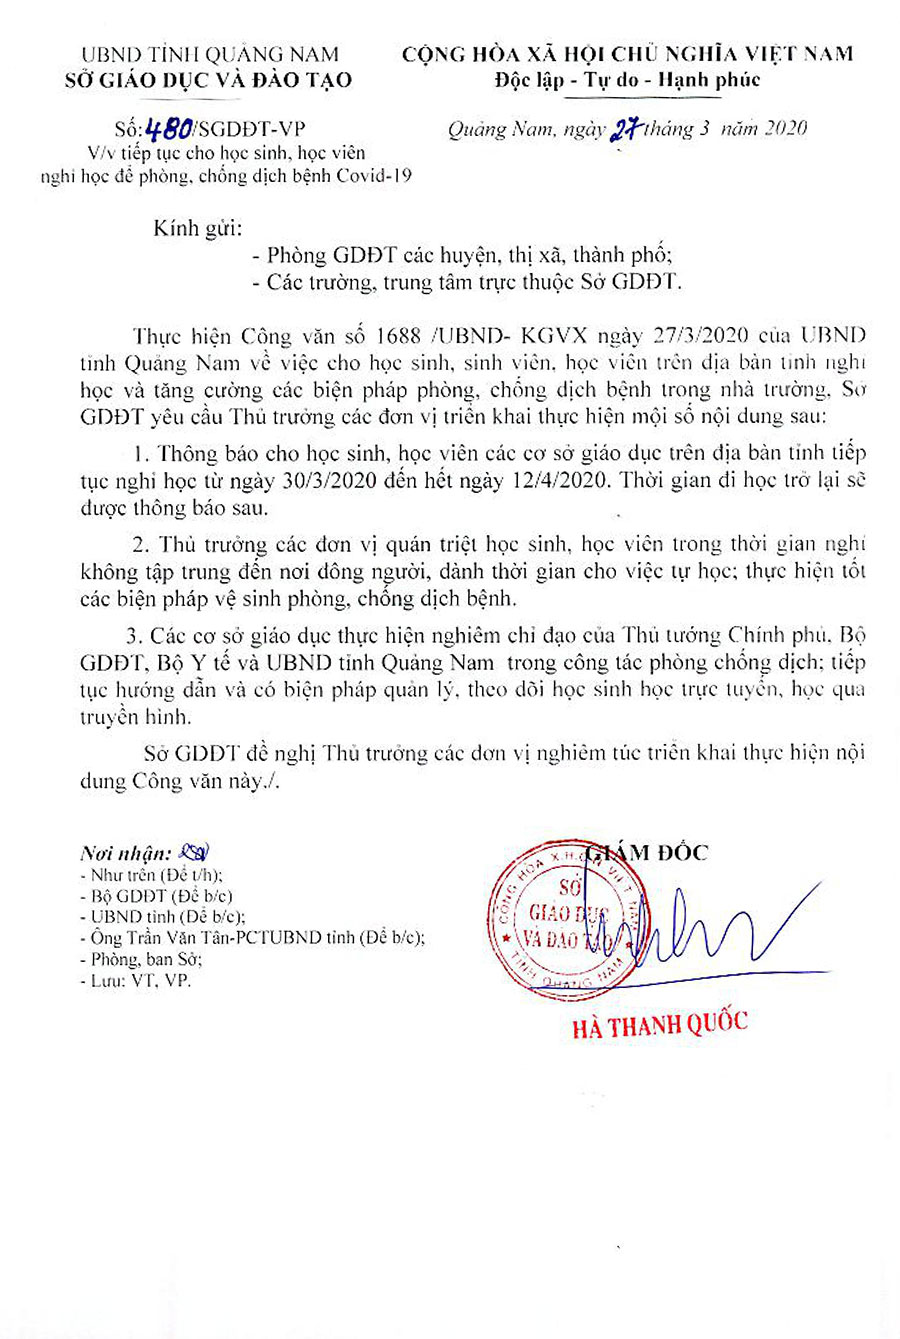 UBND TỈNH QUẢNG NAM
SỞ GIÁO DỤC VÀ ĐÀO TẠO
CỘNG HÒA XÃ HỘI CHỦ NGHĨA VIỆT NAM
Độc lập - Tự do - Hạnh phúc
Số:480/SGDĐT-VP
V/v tiếp tục cho học sinh, học viên
nghỉ học để phòng, chống dịch bệnh Covid-19
Quảng Nam, ngày 27 tháng 3 năm 2020
Kính gửi:
- Phòng GDĐT các huyện, thị xã, thành phố;
- Các trường, trung tâm trực thuộc Sở GDĐT.
Thực hiện Công văn số 1688 /UBND- KGVX ngày 27/3/2020 của UBND
tỉnh Quảng Nam về việc cho học sinh, sinh viên, học viên trên địa bàn tỉnh nghỉ
học và tăng cường các biện pháp phòng, chống dịch bệnh trong nhà trường, Sở
GDĐT yêu cầu Thủ trưởng các đơn vị triển khai thực hiện một số nội dung sau:
1. Thông báo cho học sinh, học viên các cơ sở giáo dục trên địa bàn tỉnh tiếp
tục nghỉ học từ ngày 30/3/2020 đến hết ngày 12/4/2020. Thời gian đi học trở lại sẽ
được thông báo sau.
2. Thủ trưởng các đơn vị quán triệt học sinh, học viên trong thời gian nghỉ
không tập trung đến nơi đông người, dành thời gian cho việc tự học; thực hiện tốt
các biện pháp vệ sinh phòng, chống dịch bệnh.
3. Các cơ sở giáo dục thực hiện nghiêm chỉ đạo của Thủ tướng Chính phủ, Bộ
GDĐT, Bộ Y tế và UBND tỉnh Quảng Nam trong công tác phòng chống dịch; tiếp
tục hướng dẫn và có biện pháp quản lý, theo dõi học sinh học trực tuyến, học qua
truyền hình.
Sở GDĐT đề nghị Thủ trưởng các đơn vị nghiêm túc triển khai thực hiện nội
dung Công văn này./.
Nơi nhận:
- Như trên (Để t/h);
- Bộ GDĐT (Để b/c)
- UBND tỉnh (Để b/c);
- Ông Trần Văn Tân-PCTUBND tỉnh (Để b/c);
- Phòng, ban Sở;
- Lưu: VT, VP.
GIÁM ĐỐC
CỘNG HÒA X.H.C.N VIỆT NAM
SỞ
GIÁO DỤC
VÀ ĐÀO TẠO
TỈNH QUẢNG NAM
HÀ THANH QUỐC